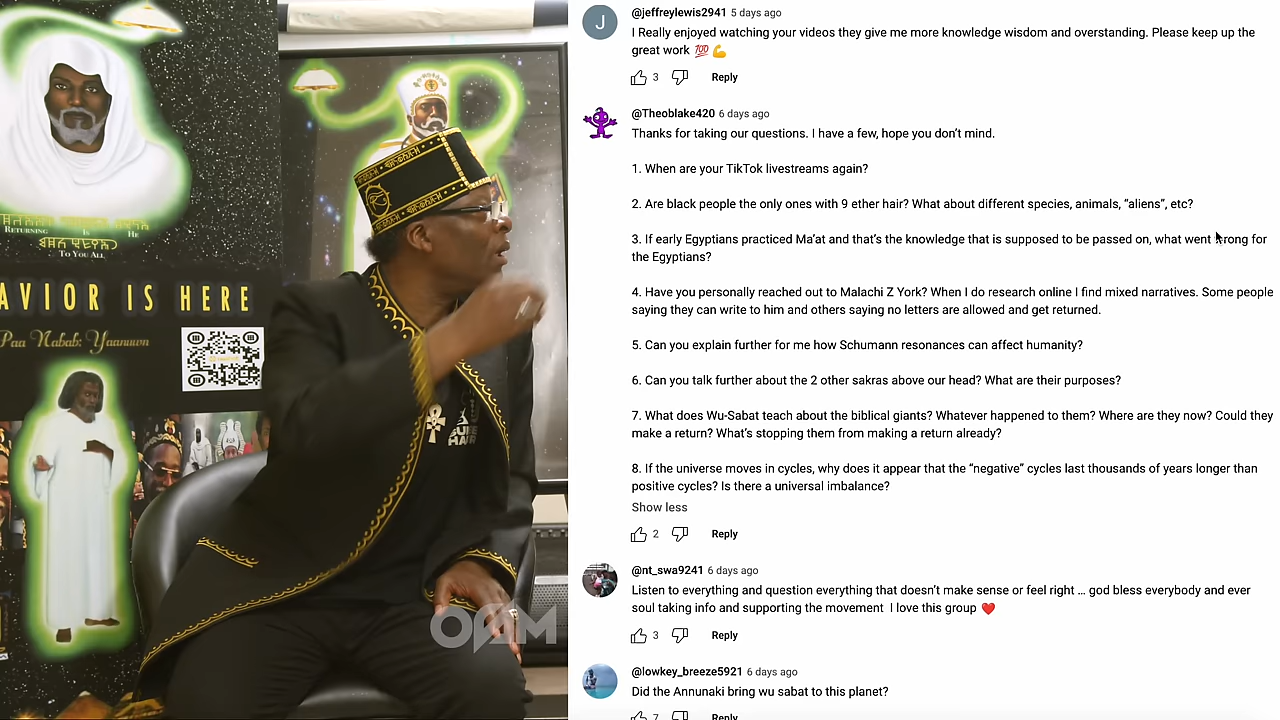 Returning Is He
To You All
AVIOR IS HERE
Paa Nabab: Yaanuwn
PURE
HAIR
OAM
J
@jeffreylewis2941 5 days ago
I Really enjoyed watching your videos they give me more knowledge wisdom and overstanding. Please keep up the
great work 💯 💪
3 Reply
@Theoblake420 6 days ago
Thanks for taking our questions. I have a few, hope you don’t mind.
1. When are your TikTok livestreams again?
2. Are black people the only ones with 9 ether hair? What about different species, animals, “aliens”, etc?
3. If early Egyptians practiced Ma’at and that’s the knowledge that is supposed to be passed on, what went wrong for
the Egyptians?
4. Have you personally reached out to Malachi Z York? When I do research online I find mixed narratives. Some people
saying they can write to him and others saying no letters are allowed and get returned.
5. Can you explain further for me how Schumann resonances can affect humanity?
6. Can you talk further about the 2 other sakras above our head? What are their purposes?
7. What does Wu-Sabat teach about the biblical giants? Whatever happened to them? Where are they now? Could they
make a return? What’s stopping them from making a return already?
8. If the universe moves in cycles, why does it appear that the “negative” cycles last thousands of years longer than
positive cycles? Is there a universal imbalance?
Show less
2 Reply
@nt_swa9241 6 days ago
Listen to everything and question everything that doesn’t make sense or feel right … god bless everybody and ever
soul taking info and supporting the movement I love this group ❤️
3 Reply
@lowkey_breeze5921 6 days ago
Did the Annunaki bring wu sabat to this planet?
7 Reply